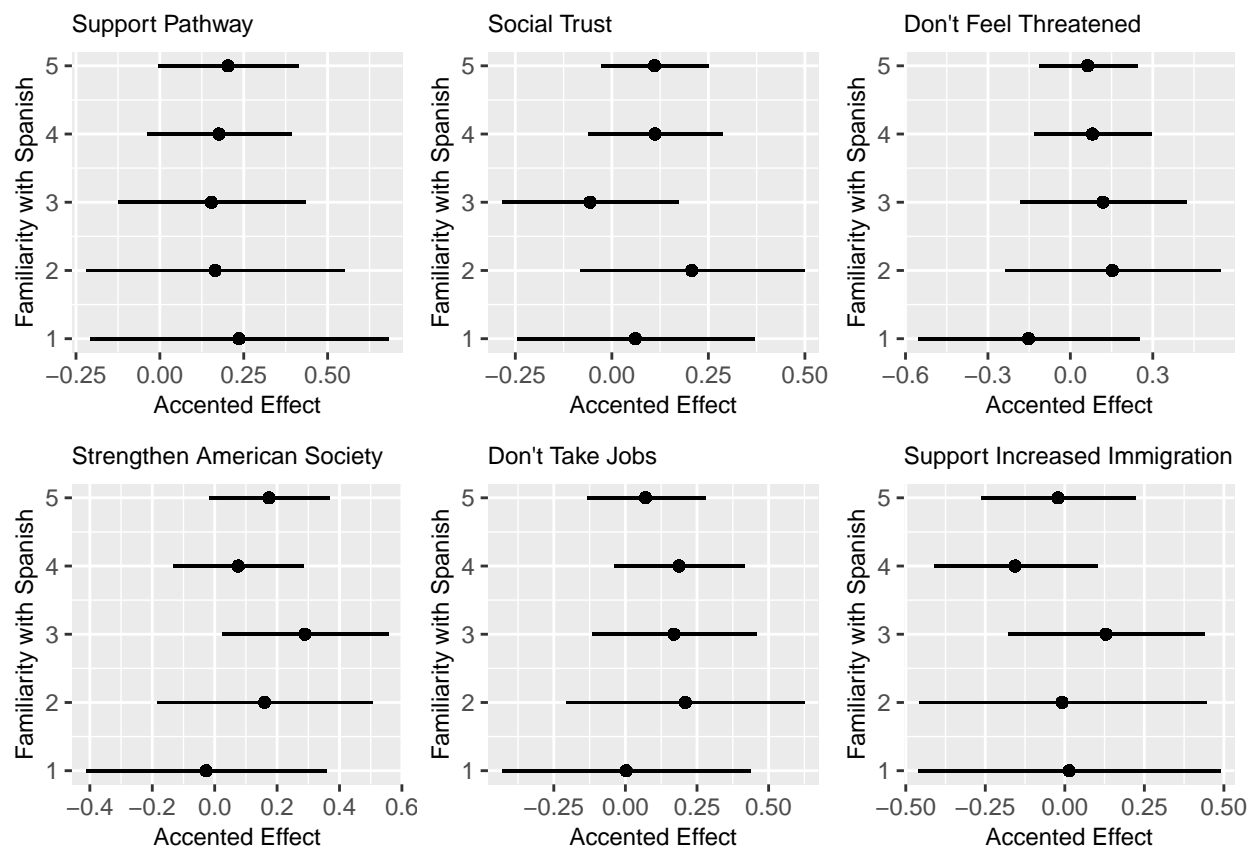 Support Pathway
Social Trust
Don't Feel Threatened
Familiarity with Spanish
5
4
3
2
1
−0.25 0.00 0.25 0.50
Accented Effect
Familiarity with Spanish
5
4
3
2
1
−0.25 0.00 0.25 0.50
Accented Effect
Familiarity with Spanish
5
4
3
2
1
−0.6 −0.3 0.0 0.3
Accented Effect
Strengthen American Society
Don't Take Jobs
Support Increased Immigration
Familiarity with Spanish
5
4
3
2
1
−0.4 −0.2 0.0 0.2 0.4 0.6
Accented Effect
Familiarity with Spanish
5
4
3
2
1
−0.25 0.00 0.25 0.50
Accented Effect
Familiarity with Spanish
5
4
3
2
1
−0.50 −0.25 0.00 0.25 0.50
Accented Effect